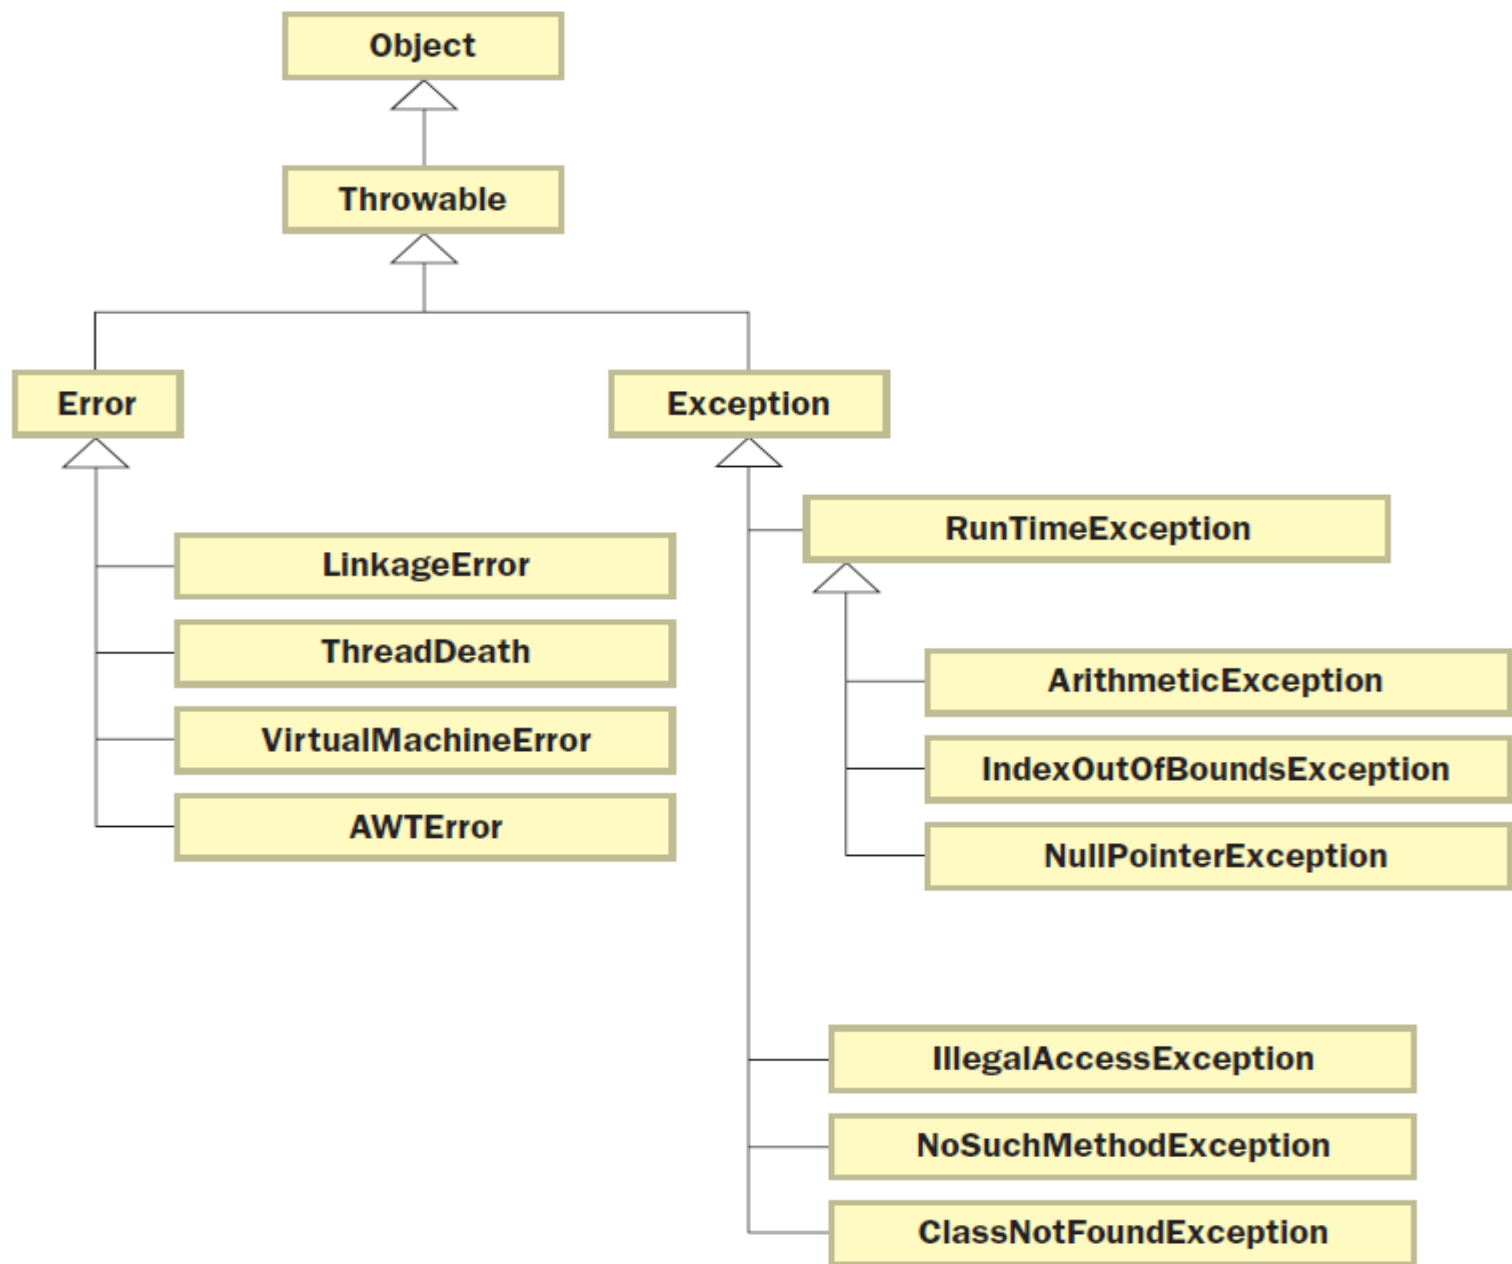 Object
Throwable
Error
Exception
LinkageError
ThreadDeath
VirtualMachineError
AWTError
RunTimeException
ArithmeticException
IndexOutOfBoundsException
NullPointerException
IllegalAccessException
NoSuchMethodException
ClassNotFoundException